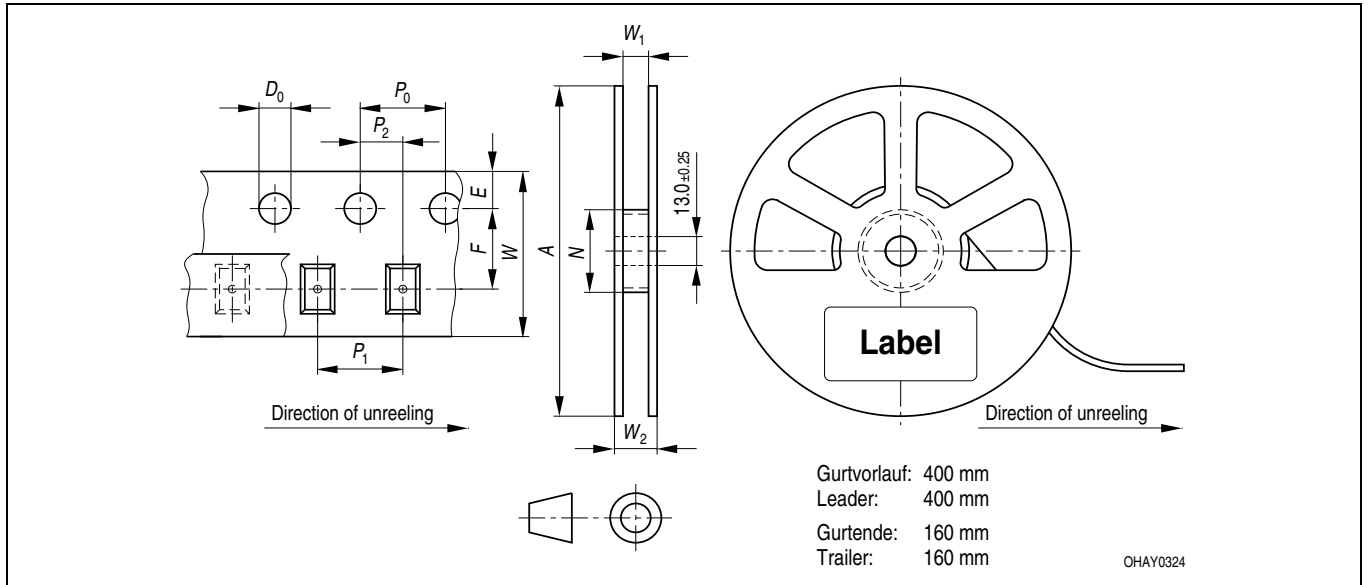 W1
D0
P0
P2
E
F
W
A
N
13.0±0.25
P1
W2
Direction of unreeling
Label
Direction of unreeling
Gurtvorlauf: 400 mm
Leader: 400 mm
Gurtende: 160 mm
Trailer: 160 mm
OHAY0324